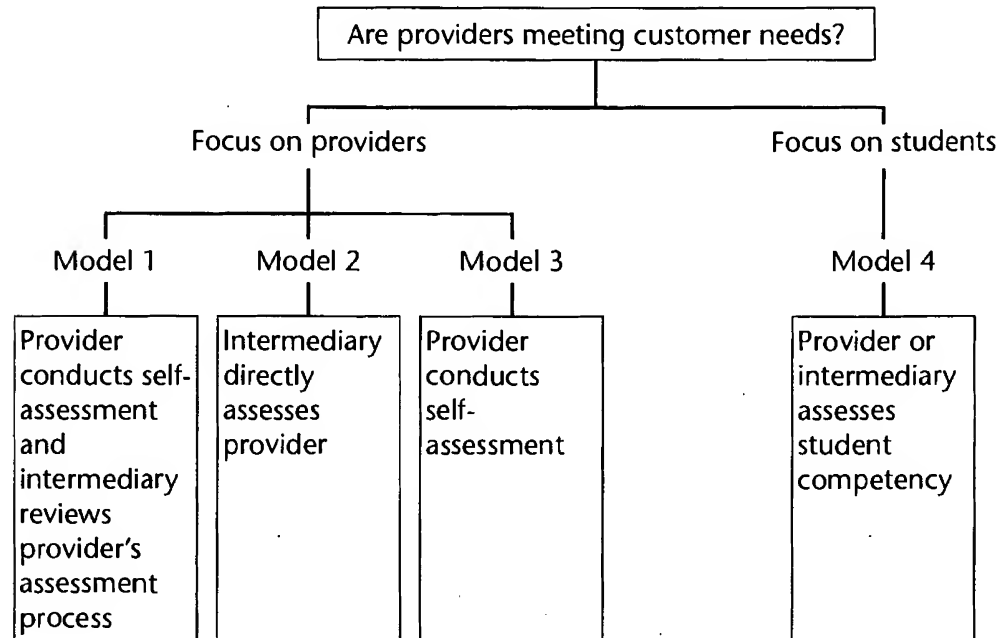 Are providers meeting customer needs?
Focus on providers
Focus on students
Model 1
Model 2
Model 3
Model 4
Provider
conducts self-
assessment
and
intermediary
reviews
provider's
assessment
process
Intermediary
directly
assesses
provider
Provider
conducts
self-
assessment
Provider or
intermediary
assesses
student
competency